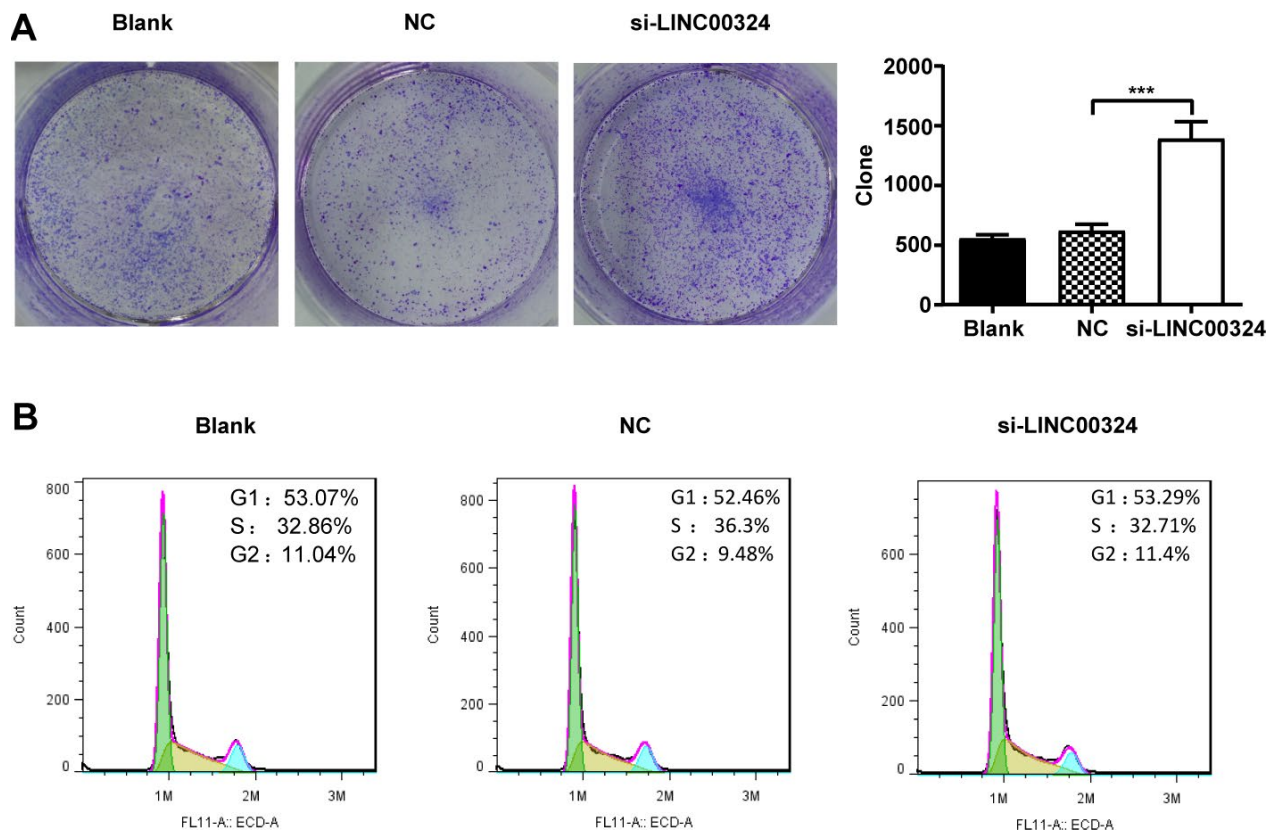 A
Blank
NC
si-LINC00324
2000
1500
1000
500
0
Clone
***
Blank
NC
si-LINC00324
B
Blank
NC
si-LINC00324
G1： 53.07%
S： 32.86%
G2： 11.04%
800
600
400
200
0
Count
1M
2M
3M
FL11-A:: ECD-A
G1：52.46%
S ： 36.3%
G2： 9.48%
800
600
400
200
0
Count
1M
2M
3M
FL11-A:: ECD-A
G1：53.29%
S ： 32.71%
G2： 11.4%
800
600
400
200
0
Count
1M
2M
3M
FL11-A:: ECD-A